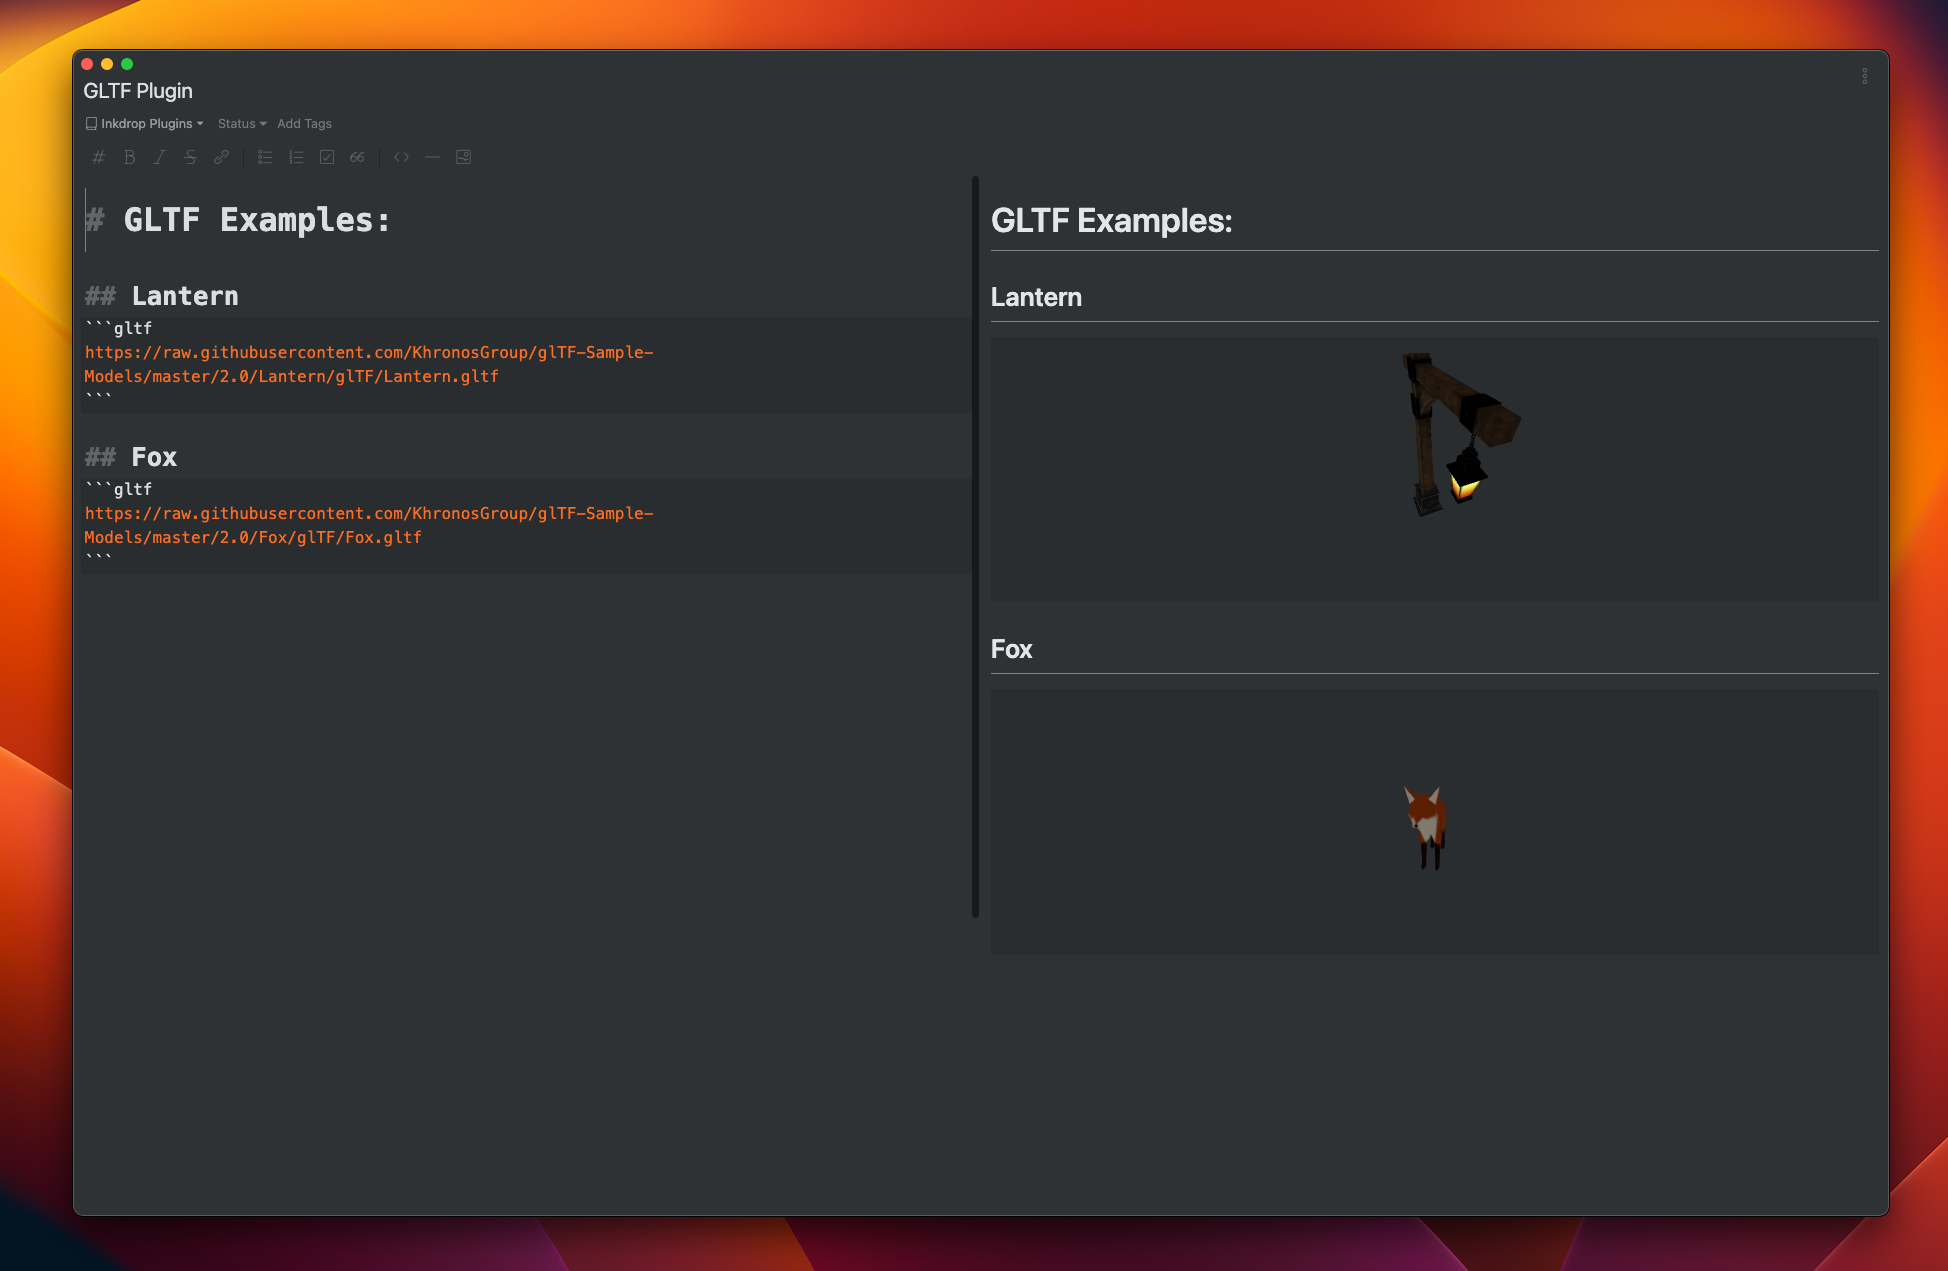 GLTF Plugin
Inkdrop Plugins Status Add Tags
# GLTF Examples:
## Lantern
```gltf
https://raw.githubusercontent.com/KhronosGroup/glTF-Sample-
Models/master/2.0/Lantern/glTF/Lantern.gltf
```
## Fox
```gltf
https://raw.githubusercontent.com/KhronosGroup/glTF-Sample-
Models/master/2.0/Fox/glTF/Fox.gltf
```
GLTF Examples:
Lantern
Fox